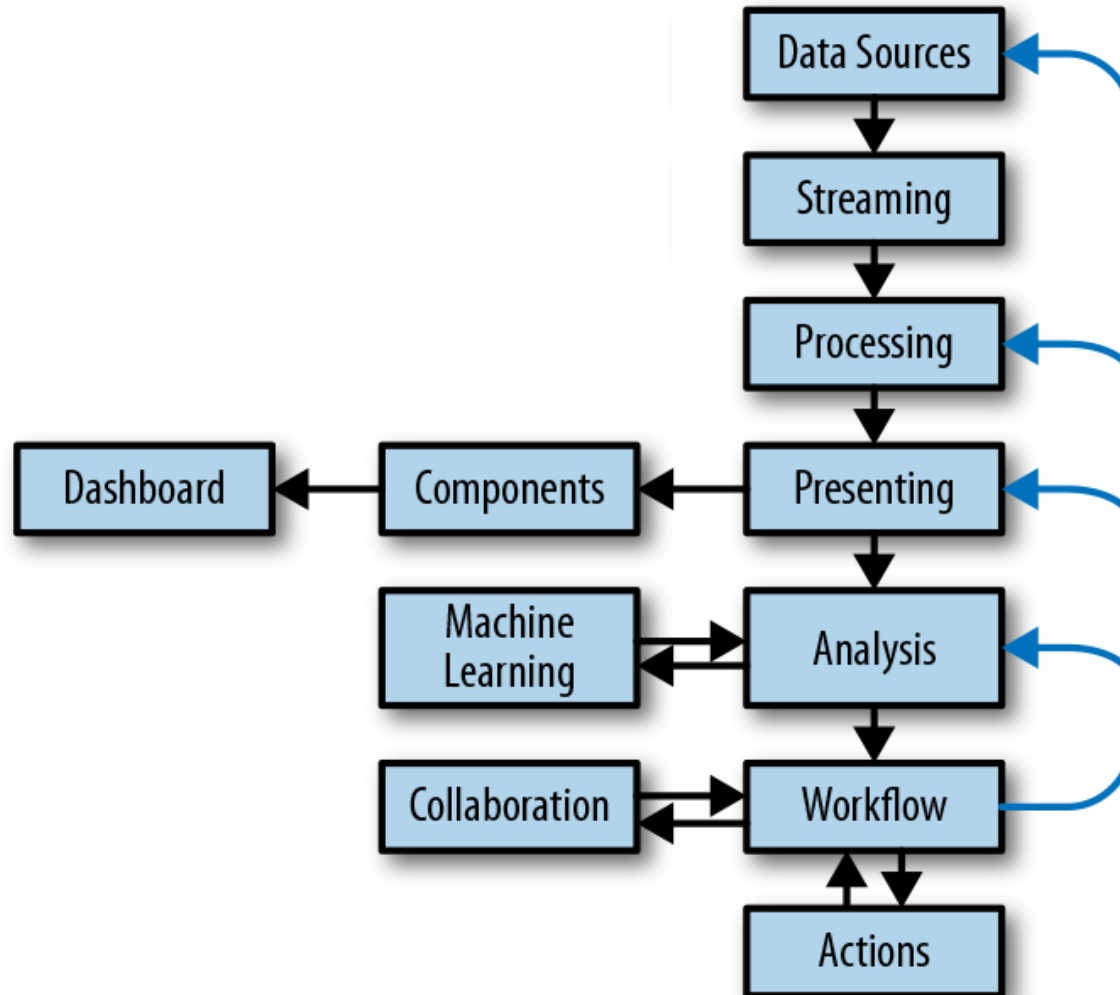 Data Sources
Streaming
Processing
Dashboard
Components
Presenting
Machine
Learning
Analysis
Collaboration
Workflow
Actions